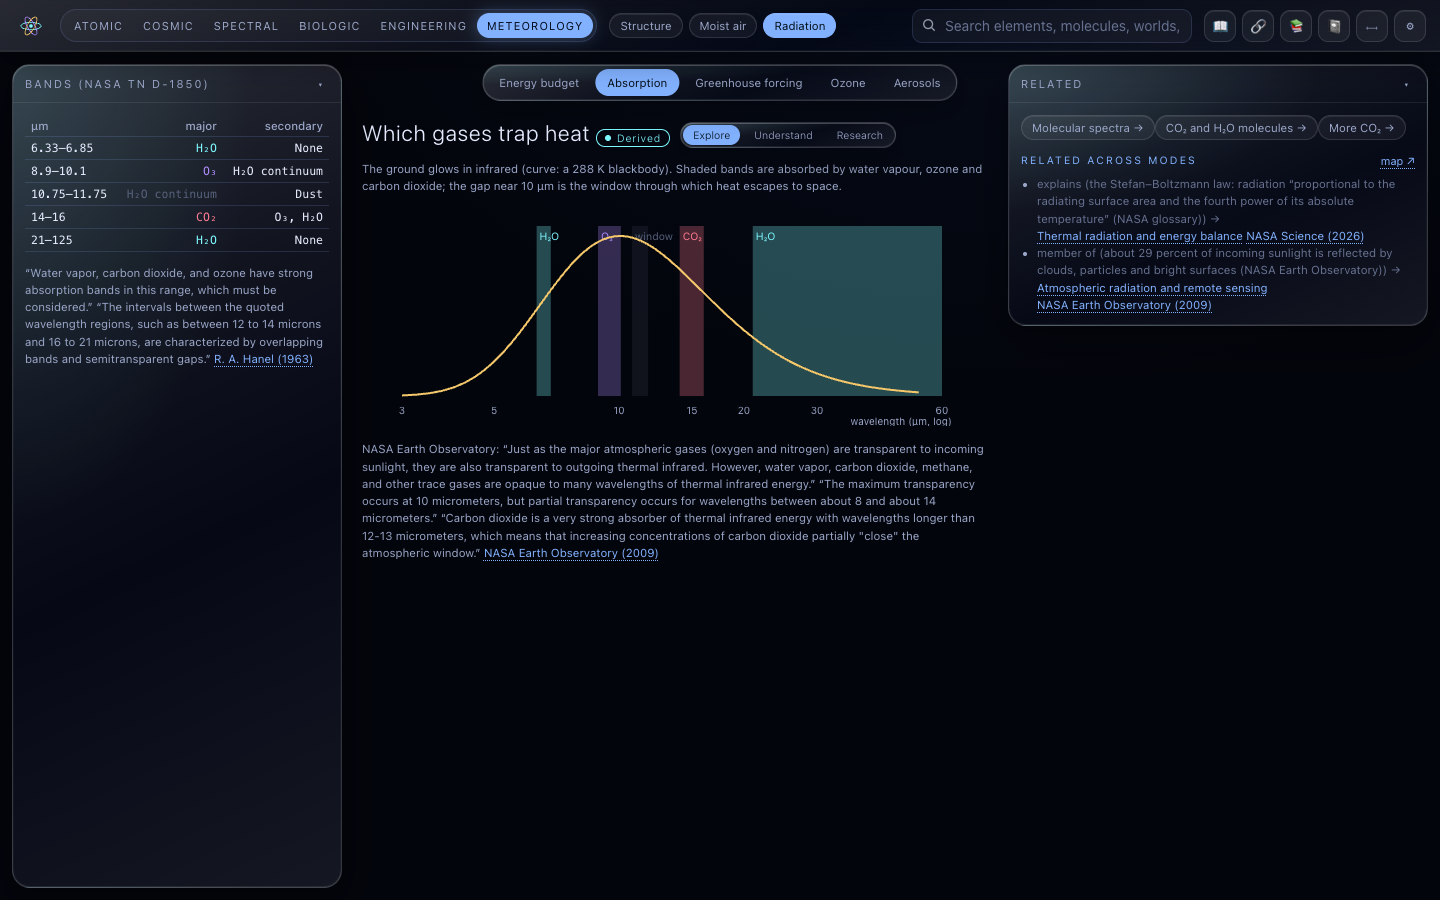 ATOMIC COSMIC SPECTRAL BIOLOGIC ENGINEERING METEOROLOGY Structure Moist air Radiation Search elements, molecules, worlds,
BANDS (NASA TN D-1850)
µm major secondary
6.33–6.85 H₂O None
8.9–10.1 O₃ H₂O continuum
10.75–11.75 H₂O continuum Dust
14–16 CO₂ O₃, H₂O
21–125 H₂O None
“Water vapor, carbon dioxide, and ozone have strong
absorption bands in this range, which must be
considered.” “The intervals between the quoted
wavelength regions, such as between 12 to 14 microns
and 16 to 21 microns, are characterized by overlapping
bands and semitransparent gaps.” R. A. Hanel (1963)
Energy budget Absorption Greenhouse forcing Ozone Aerosols
Which gases trap heat Derived Explore Understand Research
The ground glows in infrared (curve: a 288 K blackbody). Shaded bands are absorbed by water vapour, ozone and
carbon dioxide; the gap near 10 µm is the window through which heat escapes to space.
H₂O O₃ window CO₂ H₂O
3 5 10 15 20 30 60
wavelength (µm, log)
NASA Earth Observatory: “Just as the major atmospheric gases (oxygen and nitrogen) are transparent to incoming
sunlight, they are also transparent to outgoing thermal infrared. However, water vapor, carbon dioxide, methane,
and other trace gases are opaque to many wavelengths of thermal infrared energy.” “The maximum transparency
occurs at 10 micrometers, but partial transparency occurs for wavelengths between about 8 and about 14
micrometers.” “Carbon dioxide is a very strong absorber of thermal infrared energy with wavelengths longer than
12-13 micrometers, which means that increasing concentrations of carbon dioxide partially "close" the
atmospheric window.” NASA Earth Observatory (2009)
RELATED
Molecular spectra → CO₂ and H₂O molecules → More CO₂ →
RELATED ACROSS MODES map ↗
explains (the Stefan–Boltzmann law: radiation “proportional to the
radiating surface area and the fourth power of its absolute
temperature” (NASA glossary)) →
Thermal radiation and energy balance NASA Science (2026)
member of (about 29 percent of incoming sunlight is reflected by
clouds, particles and bright surfaces (NASA Earth Observatory)) →
Atmospheric radiation and remote sensing
NASA Earth Observatory (2009)